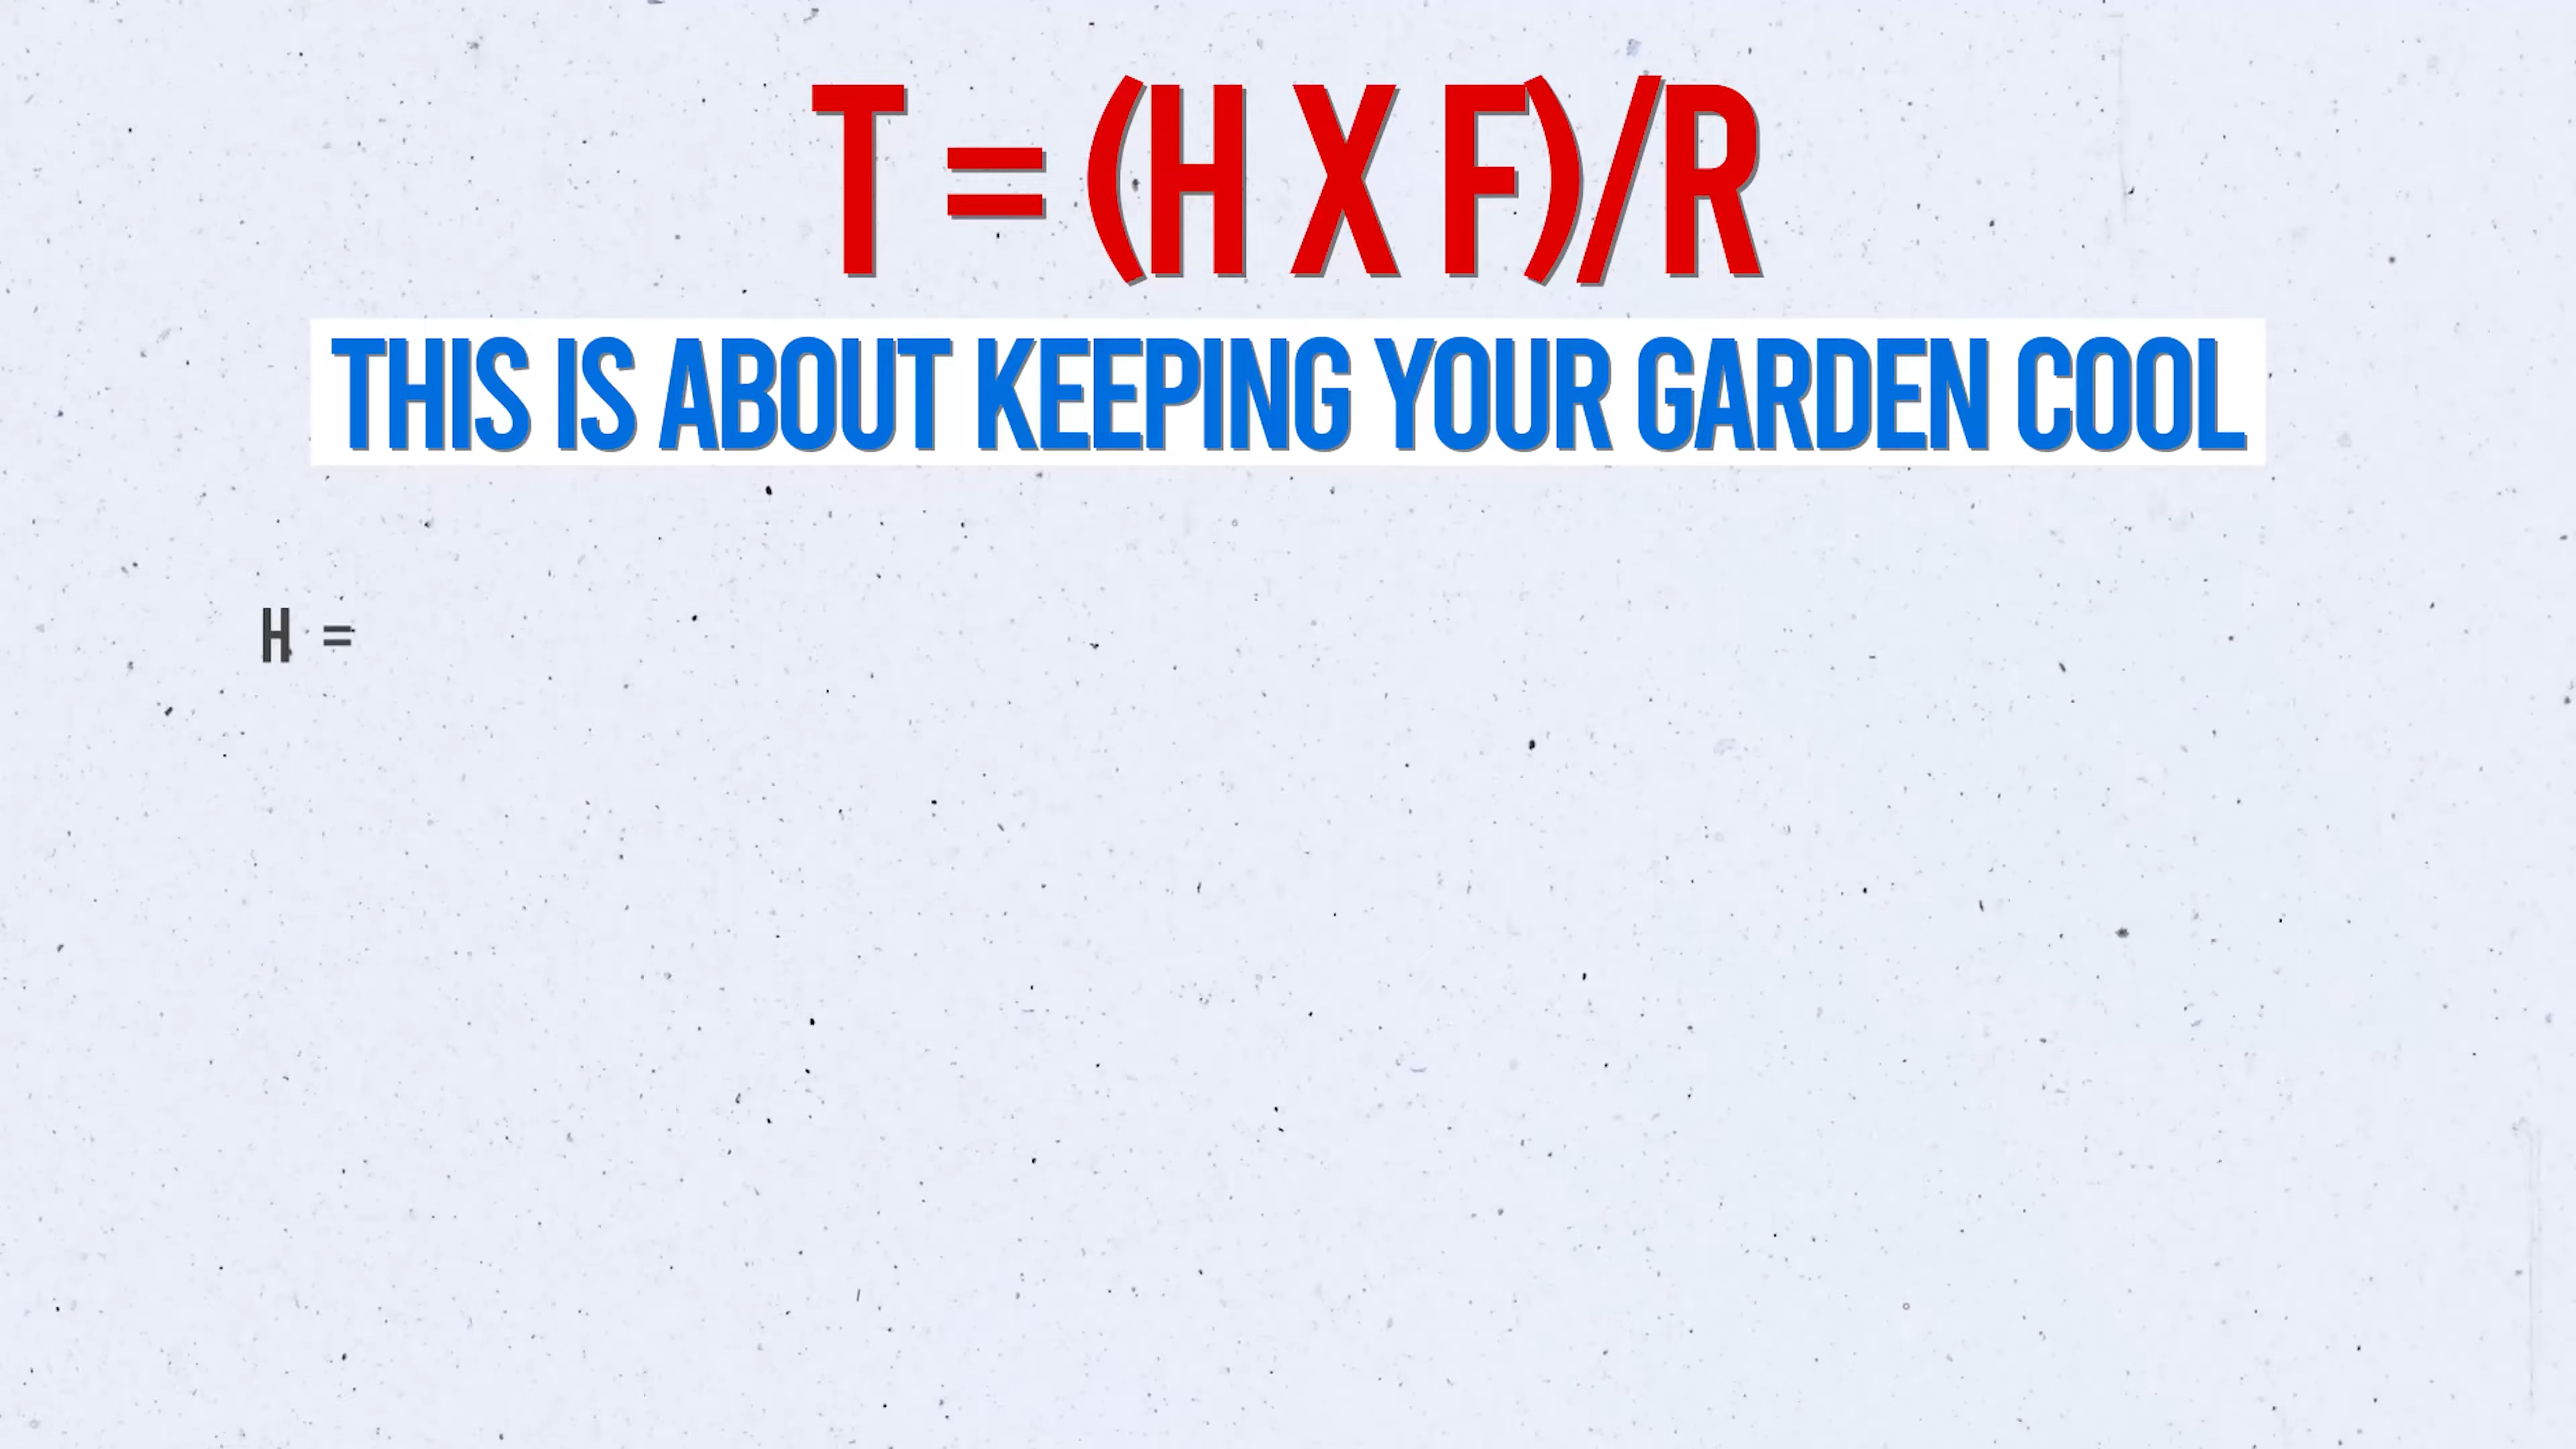 T = (H X F)/R
THIS IS ABOUT KEEPING YOUR GARDEN COOL
H =